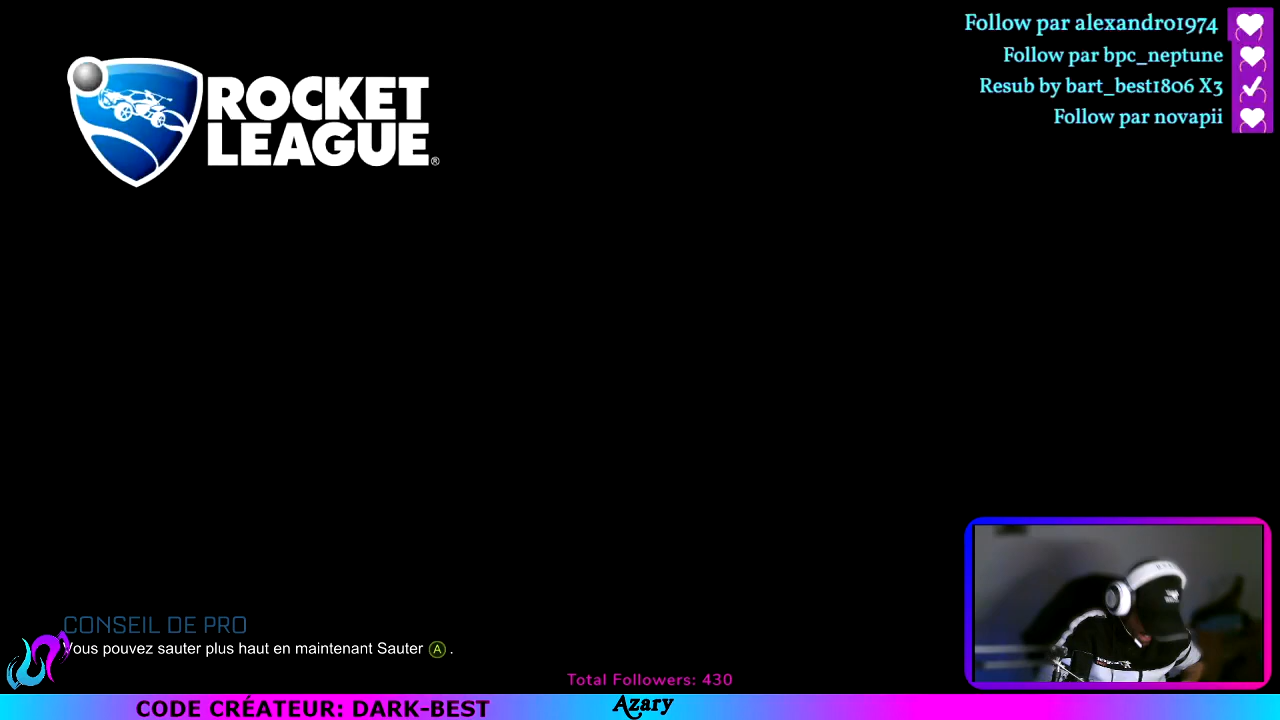 ROCKET
LEAGUE®
Follow par alexandro1974
Follow par bpc_neptune
Resub by bart_best1806 X3
Follow par novapii
CONSEIL DE PRO
Vous pouvez sauter plus haut en maintenant Sauter A .
Total Followers: 430
CODE CRÉATEUR: DARK-BEST
Azary